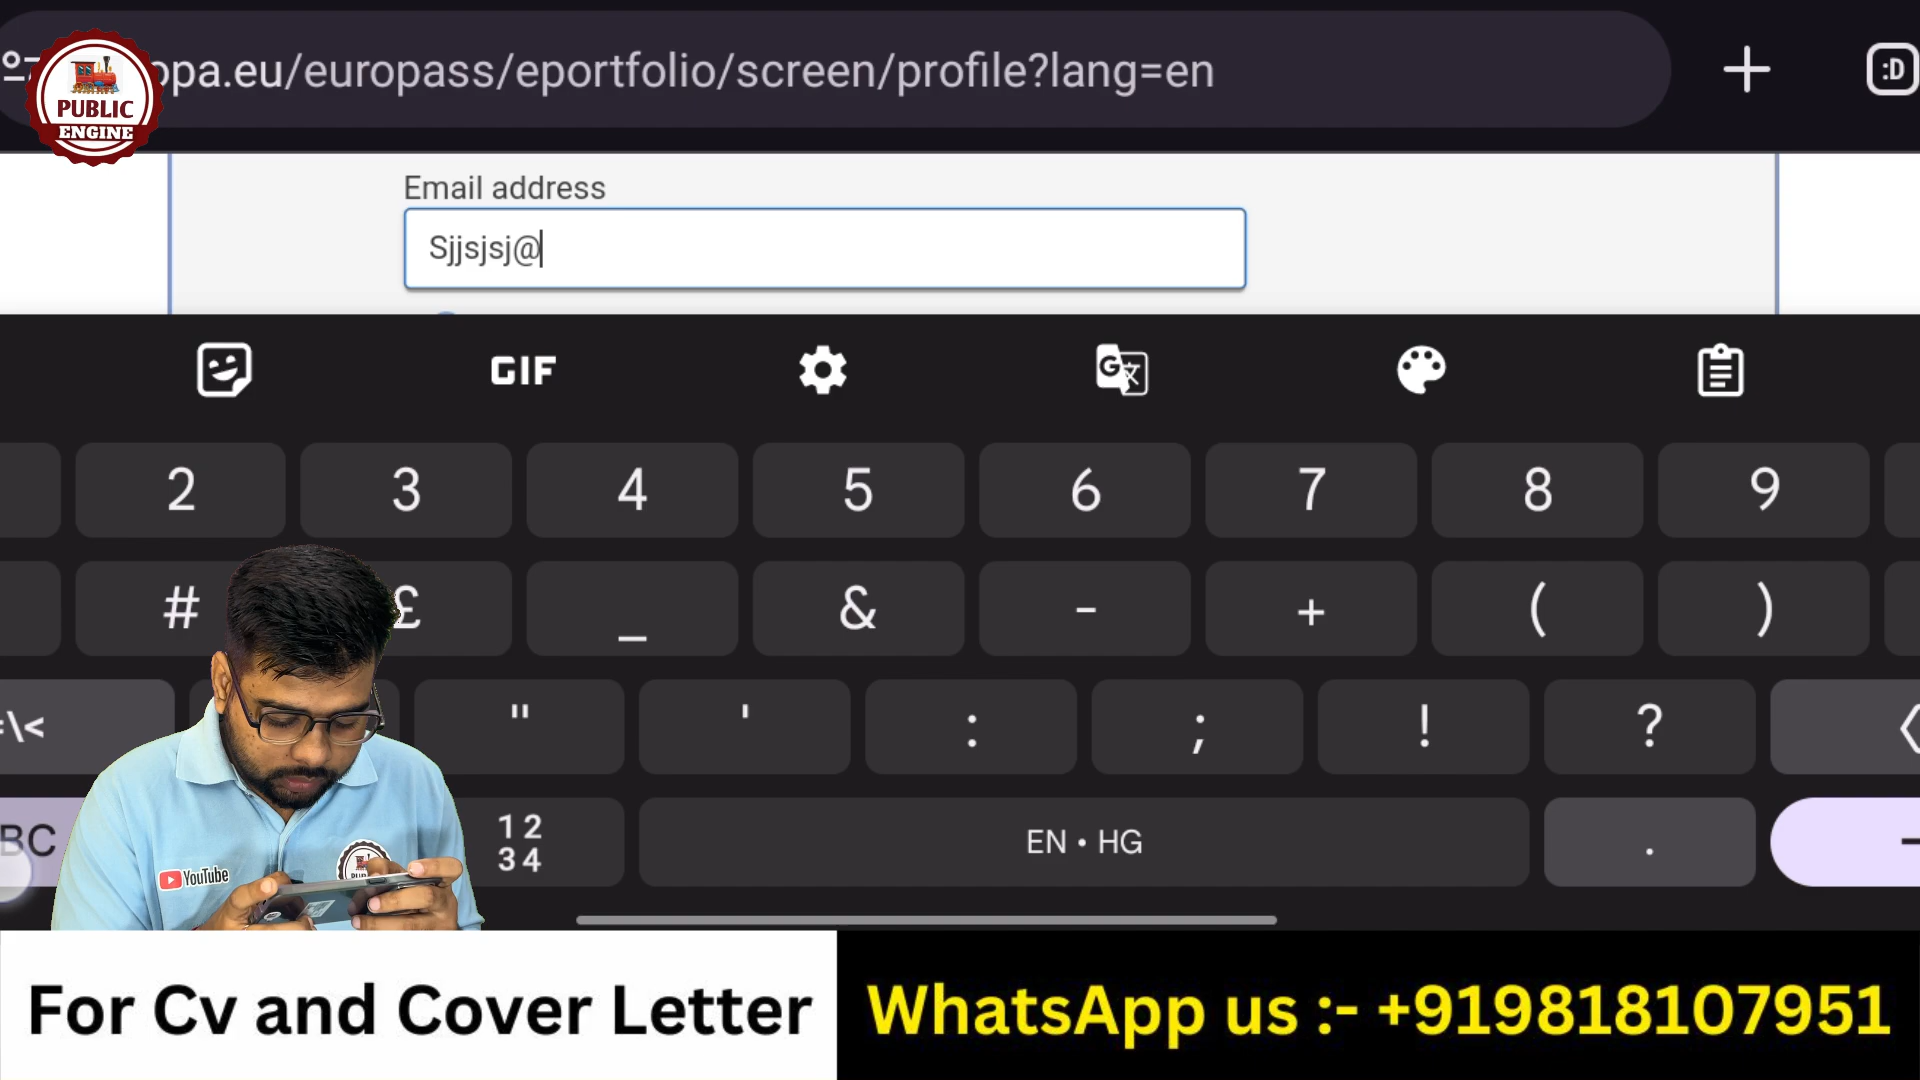 opa.eu/europass/eportfolio/screen/profile?lang=en
:D
PUBLIC
ENGINE
Email address
Sjjsjsj@
GIF
G
2 3 4 5 6 7 8 9
# £ _ & - + ( )
=\< " ' : ; ! ?
BC 12 EN • HG .
34
YouTube
For Cv and Cover Letter
WhatsApp us :- +919818107951